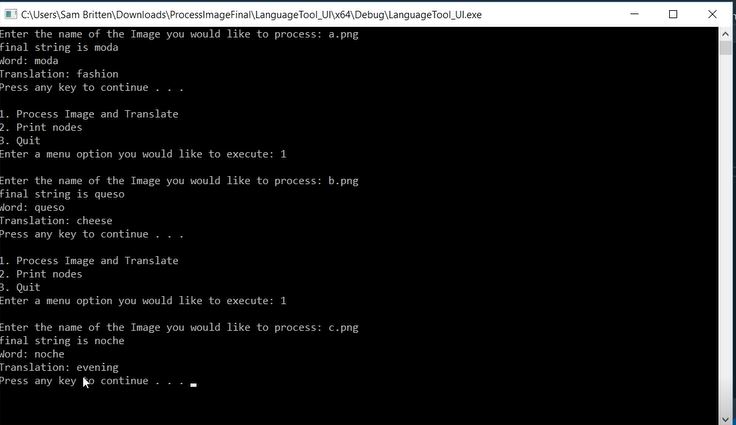 C:\Users\Sam Britten\Downloads\ProcessImageFinal\LanguageTool_UI\x64\Debug\LanguageTool_UI.exe
Enter the name of the Image you would like to process: a.png
final string is moda
Word: moda
Translation: fashion
Press any key to continue . . .
1. Process Image and Translate
2. Print nodes
3. Quit
Enter a menu option you would like to execute: 1
Enter the name of the Image you would like to process: b.png
final string is queso
Word: queso
Translation: cheese
Press any key to continue . . .
1. Process Image and Translate
2. Print nodes
3. Quit
Enter a menu option you would like to execute: 1
Enter the name of the Image you would like to process: c.png
final string is noche
Word: noche
Translation: evening
Press any key to continue . . .